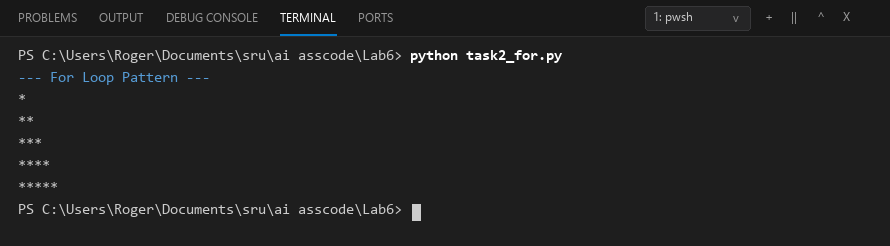 PROBLEMS OUTPUT DEBUG CONSOLE TERMINAL PORTS 1: pwsh v + || ^ X
PS C:\Users\Roger\Documents\sru\ai asscode\Lab6> python task2_for.py
--- For Loop Pattern ---
*
**
***
****
*****
PS C:\Users\Roger\Documents\sru\ai asscode\Lab6>